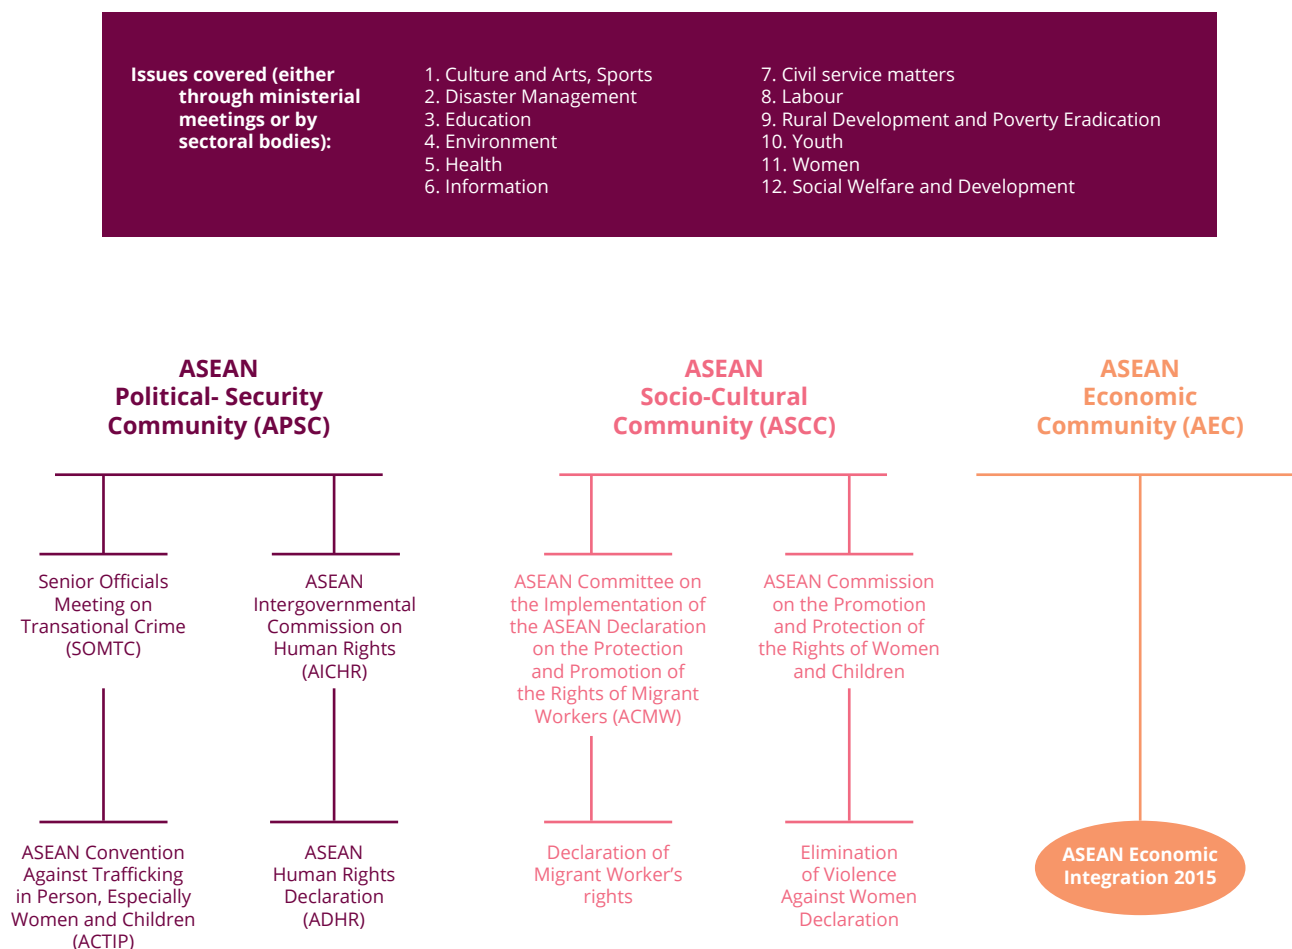 Issues covered (either
through ministerial
meetings or by
sectoral bodies):
1. Culture and Arts, Sports
2. Disaster Management
3. Education
4. Environment
5. Health
6. Information
7. Civil service matters
8. Labour
9. Rural Development and Poverty Eradication
10. Youth
11. Women
12. Social Welfare and Development
ASEAN
Political- Security
Community (APSC)
ASEAN
Socio-Cultural
Community (ASCC)
ASEAN
Economic
Community (AEC)
Senior Officials
Meeting on
Transational Crime
(SOMTC)
ASEAN
Intergovernmental
Commission on
Human Rights
(AICHR)
ASEAN Committee on
the Implementation of
the ASEAN Declaration
on the Protection
and Promotion of
the Rights of Migrant
Workers (ACMW)
ASEAN Commission
on the Promotion
and Protection of
the Rights of Women
and Children
ASEAN Convention
Against Trafficking
in Person, Especially
Women and Children
(ACTIP)
ASEAN
Human Rights
Declaration
(ADHR)
Declaration of
Migrant Worker's
rights
Elimination
of Violence
Against Women
Declaration
ASEAN Economic
Integration 2015